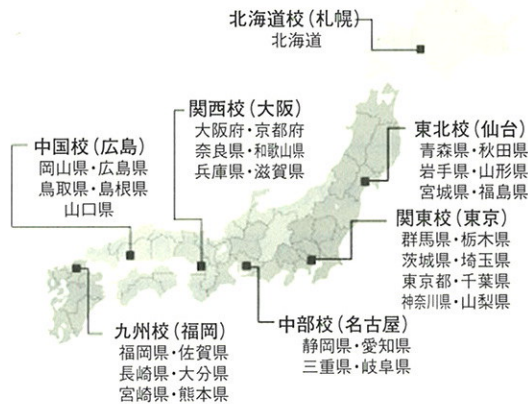 北海道校（札幌）
北海道
関西校（大阪）
大阪府・京都府
奈良県・和歌山県
兵庫県・滋賀県
中国校（広島）
岡山県・広島県
鳥取県・島根県
山口県
東北校（仙台）
青森県・秋田県
岩手県・山形県
宮城県・福島県
関東校（東京）
群馬県・栃木県
茨城県・埼玉県
東京都・千葉県
神奈川県・山梨県
中部校（名古屋）
静岡県・愛知県
三重県・岐阜県
九州校（福岡）
福岡県・佐賀県
長崎県・大分県
宮崎県・熊本県